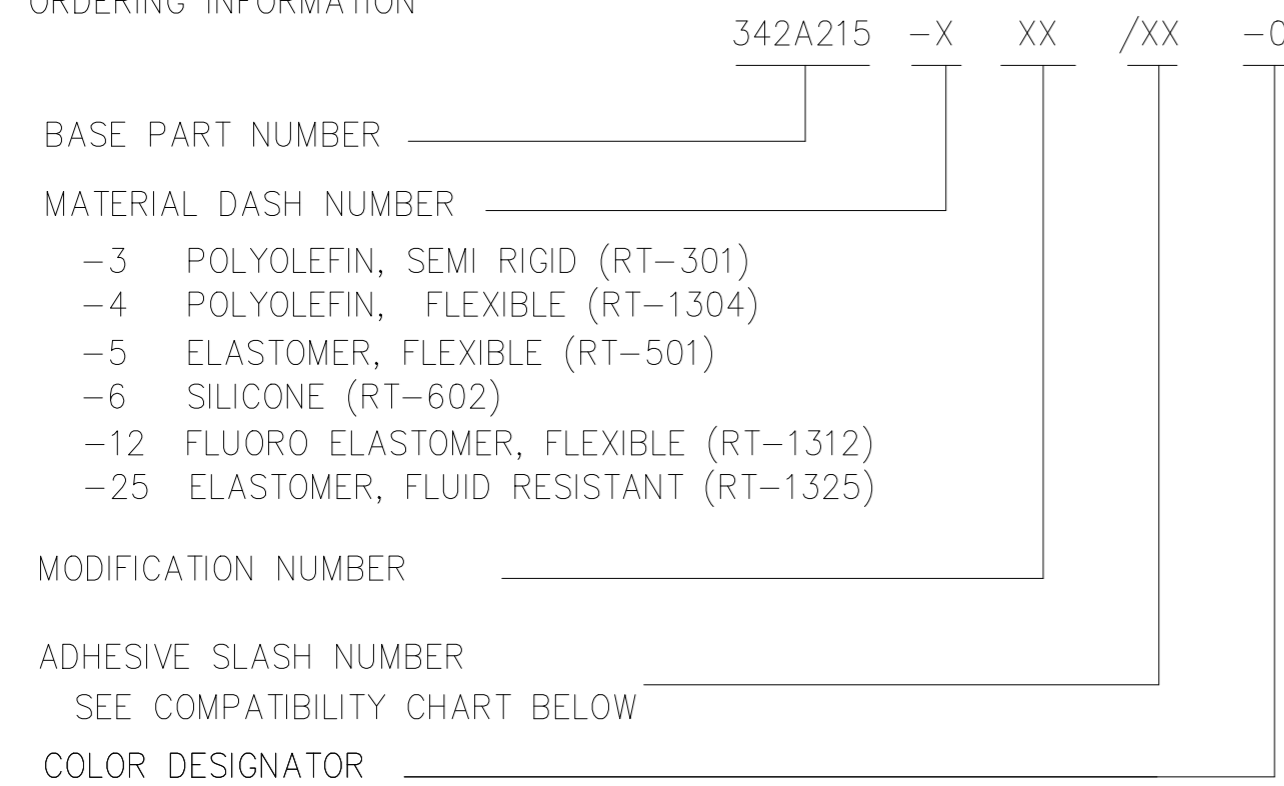 ORDERING INFORMATION
342A215 -X XX /XX -0
BASE PART NUMBER
MATERIAL DASH NUMBER
-3 POLYOLEFIN, SEMI RIGID (RT-301)
-4 POLYOLEFIN, FLEXIBLE (RT-1304)
-5 ELASTOMER, FLEXIBLE (RT-501)
-6 SILICONE (RT-602)
-12 FLUORO ELASTOMER, FLEXIBLE (RT-1312)
-25 ELASTOMER, FLUID RESISTANT (RT-1325)
MODIFICATION NUMBER
ADHESIVE SLASH NUMBER
SEE COMPATIBILITY CHART BELOW
COLOR DESIGNATOR